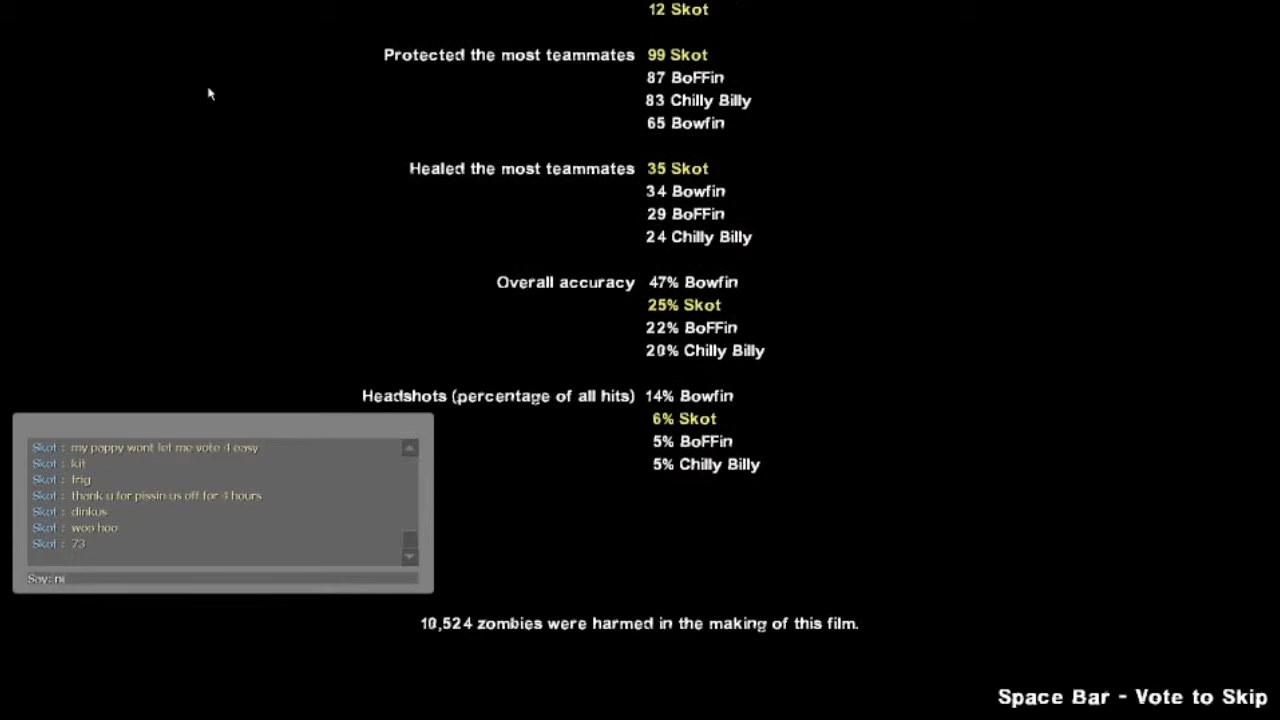 12 Skot
Protected the most teammates 99 Skot
87 BoFFin
83 Chilly Billy
65 Bowfin
Healed the most teammates 35 Skot
34 Bowfin
29 BoFFin
24 Chilly Billy
Overall accuracy 47% Bowfin
25% Skot
22% BoFFin
20% Chilly Billy
Headshots (percentage of all hits) 14% Bowfin
6% Skot
5% BoFFin
5% Chilly Billy
Skot : my pappy wont let me vote 4 easy
Skot : kit
Skot : frig
Skot : thank u for pissin us off for 4 hours
Skot : dinkus
Skot : woo hoo
Skot : 73
Say: ni
10,524 zombies were harmed in the making of this film.
Space Bar - Vote to Skip